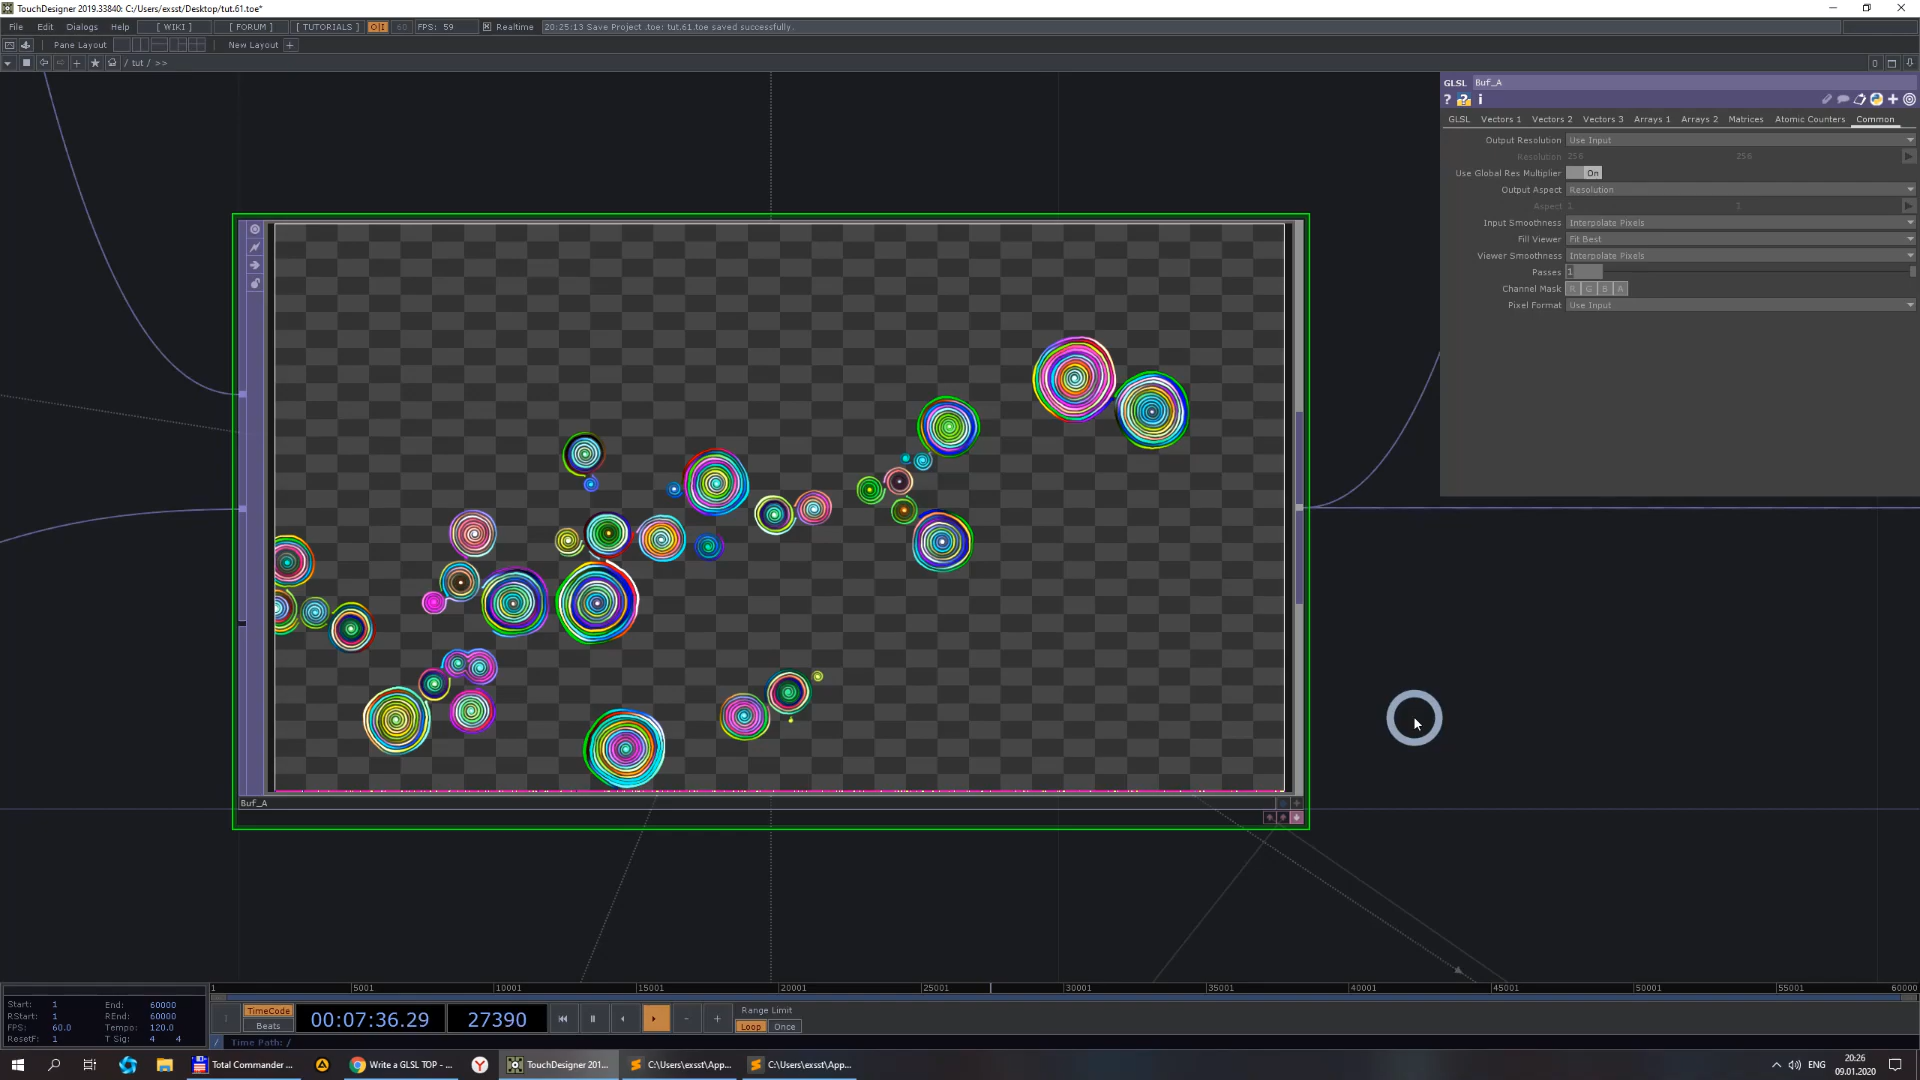 TouchDesigner 2019.33840: C:/Users/exsst/Desktop/tut.61.toe*
File Edit Dialogs Help [ WIKI ] [ FORUM ] [ TUTORIALS ] O|I 60 FPS: 59 Realtime 20:25:13 Save Project .toe: tut.61.toe saved successfully.
Pane Layout New Layout +
/ tut / >> 0
GLSL Buf_A
? ? i
GLSL Vectors 1 Vectors 2 Vectors 3 Arrays 1 Arrays 2 Matrices Atomic Counters Common
Output Resolution Use Input
Resolution 256 256
Use Global Res Multiplier On
Output Aspect Resolution
Aspect 1 1
Input Smoothness Interpolate Pixels
Fill Viewer Fit Best
Viewer Smoothness Interpolate Pixels
Passes 1
Channel Mask R G B A
Pixel Format Use Input
Buf_A
1 5001 10001 15001 20001 25001 30001 35001 40001 45001 50001 55001 60000
Start: 1 End: 60000
RStart: 1 REnd: 60000
FPS: 60.0 Tempo: 120.0
ResetF: 1 T Sig: 4 4
TimeCode
Beats
00:07:36.29 27390
Range Limit
Loop Once
/ Time Path: /
Total Commander ... Write a GLSL TOP - ... TouchDesigner 201... C:\Users\exsst\App... C:\Users\exsst\App...
ENG
20:26
09.01.2020